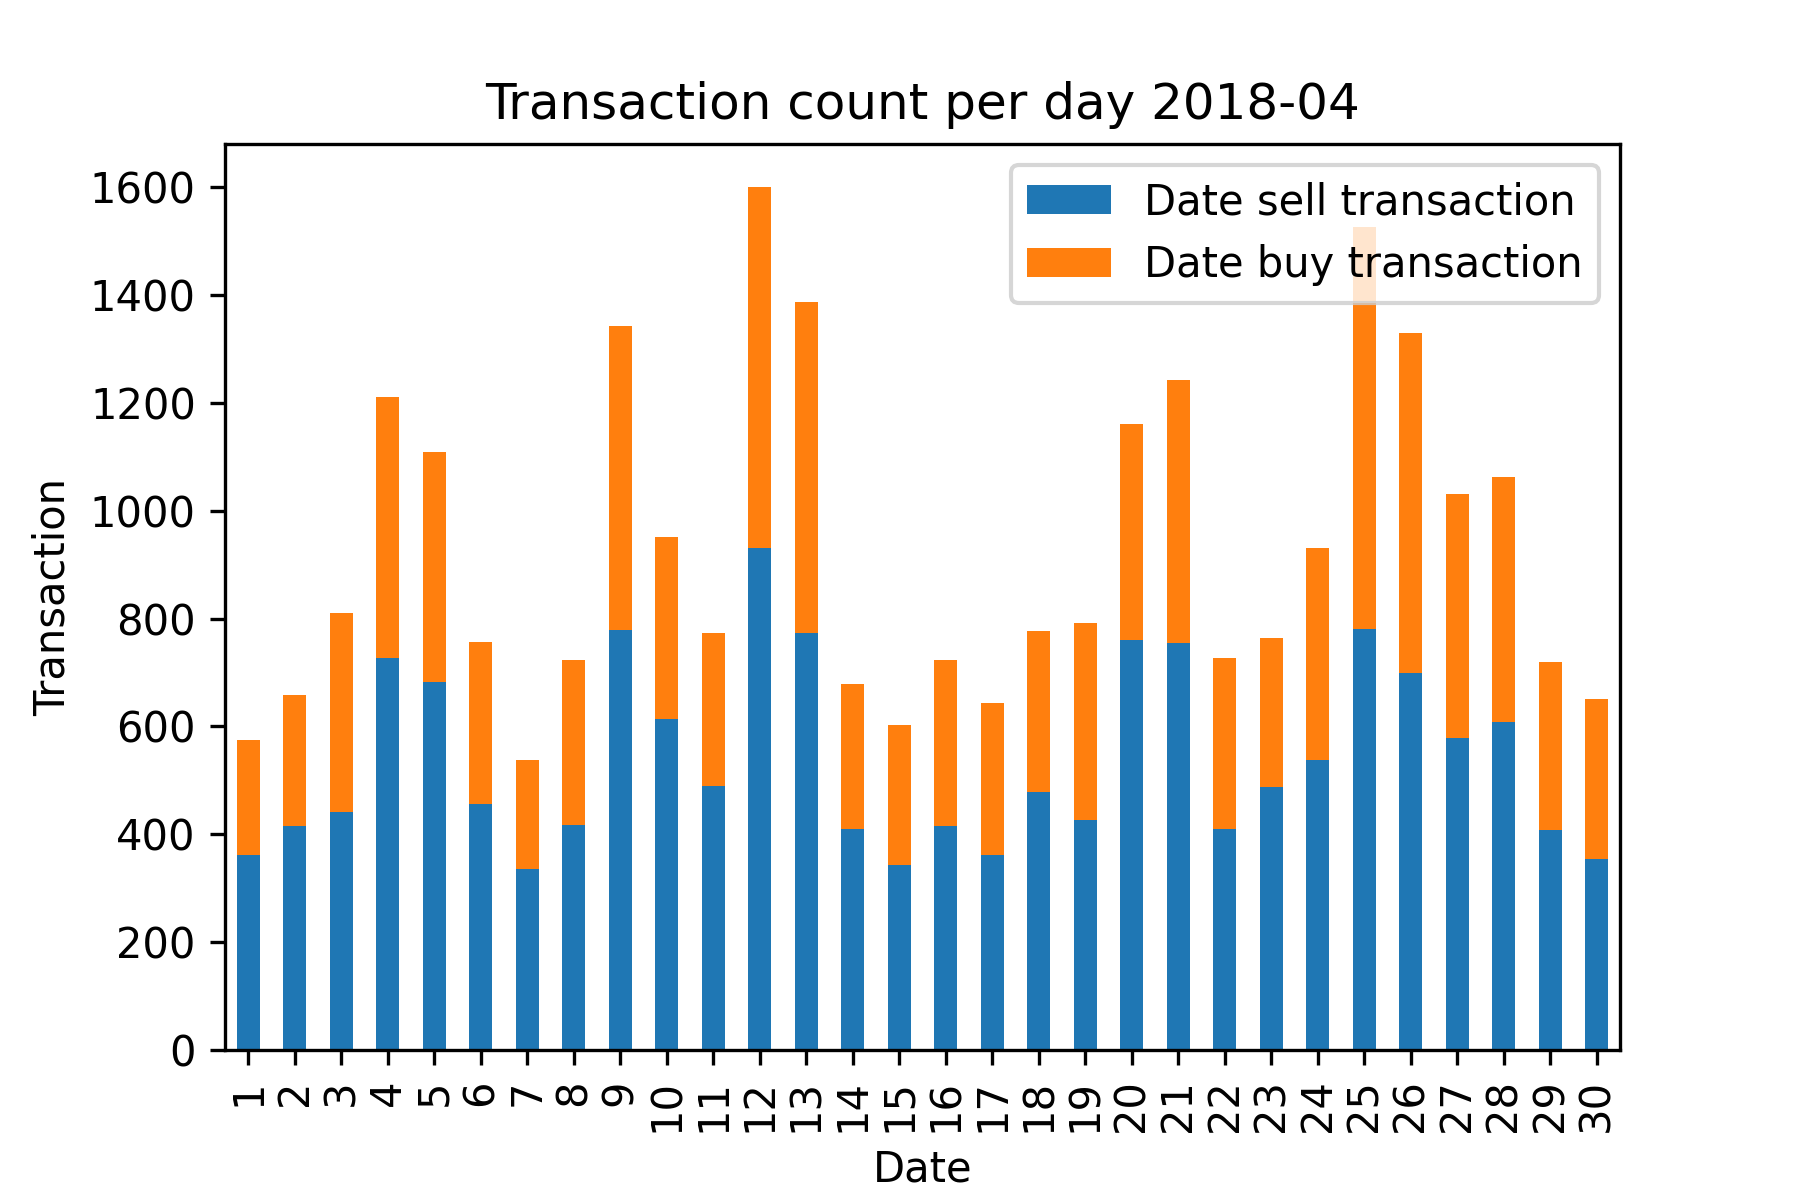 Transaction count per day 2018-04
Date sell transaction
Date buy transaction
1600
1400
1200
1000
800
600
400
200
0
Transaction
1 2 3 4 5 6 7 8 9 10 11 12 13 14 15 16 17 18 19 20 21 22 23 24 25 26 27 28 29 30
Date